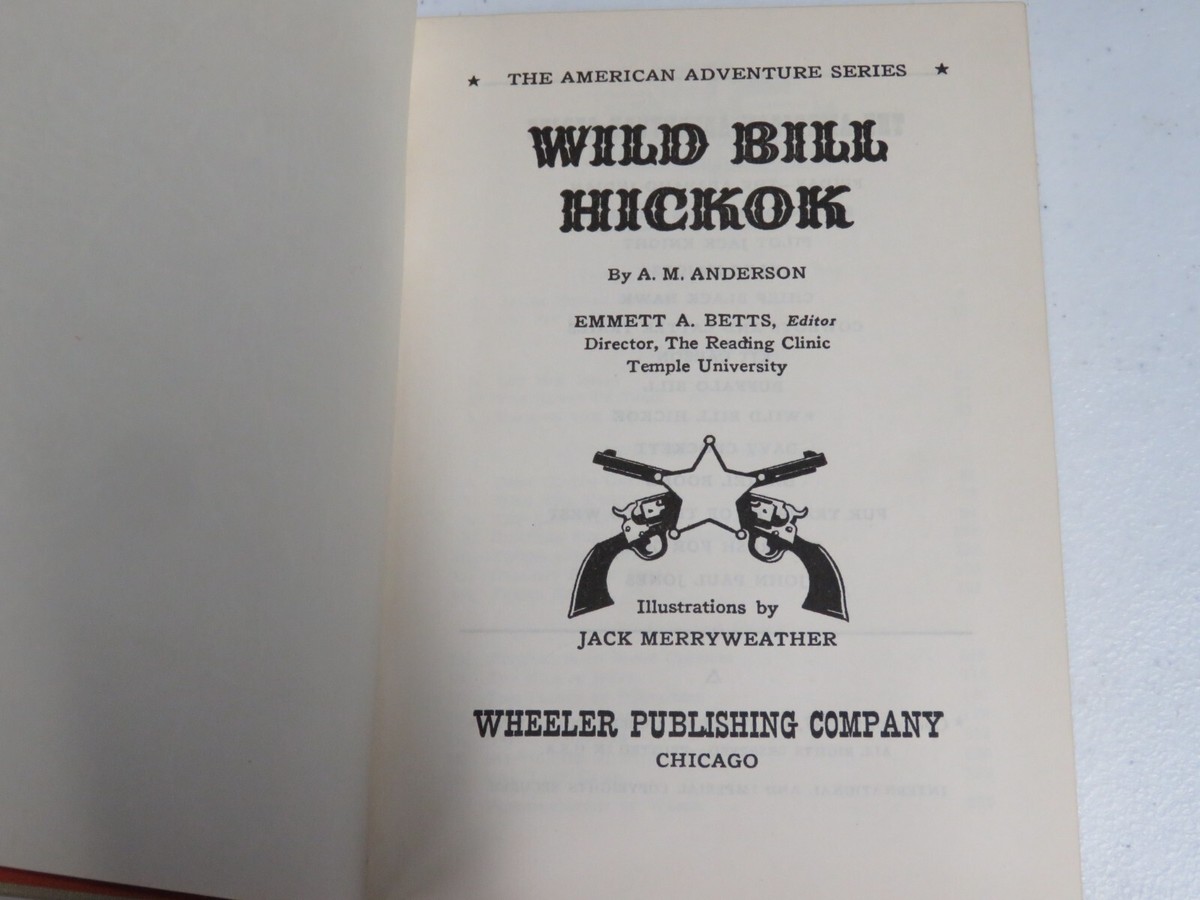 ★ THE AMERICAN ADVENTURE SERIES ★
WILD BILL
HICKOK
By A. M. ANDERSON
EMMETT A. BETTS, Editor
Director, The Reading Clinic
Temple University
Illustrations by
JACK MERRYWEATHER
WHEELER PUBLISHING COMPANY
CHICAGO